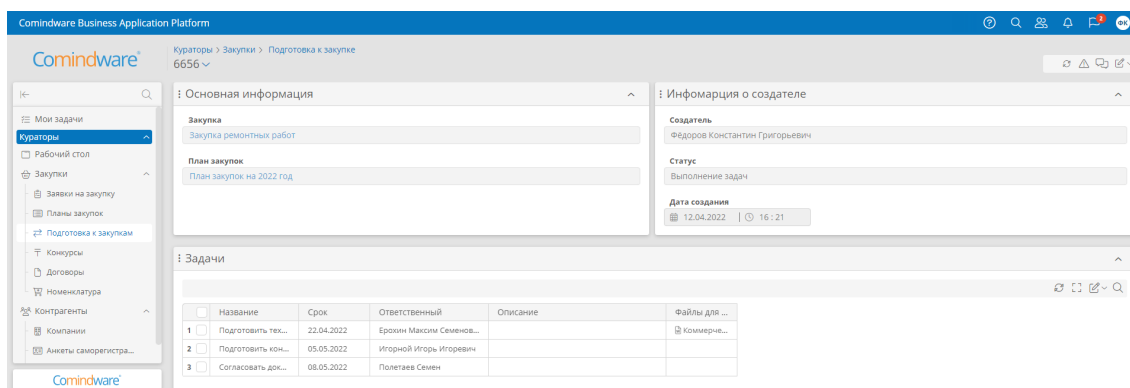 Comindware Business Application Platform
2
ФК
Comindware®
Кураторы > Закупки > Подготовка к закупке
6656
Мои задачи
Кураторы
Рабочий стол
Закупки
Заявки на закупку
Планы закупок
Подготовка к закупкам
Конкурсы
Договоры
Номенклатура
Контрагенты
Компании
Анкеты саморегистра...
Comindware®
Основная информация
Закупка
Закупка ремонтных работ
План закупок
План закупок на 2022 год
Инфомарция о создателе
Создатель
Фёдоров Константин Григорьевич
Статус
Выполнение задач
Дата создания
12.04.2022 16 : 21
Задачи
Название Срок Ответственный Описание Файлы для ...
1 Подготовить тех... 22.04.2022 Ерохин Максим Семенов... Коммерче...
2 Подготовить кон... 05.05.2022 Игорной Игорь Игоревич
3 Согласовать док... 08.05.2022 Полетаев Семен